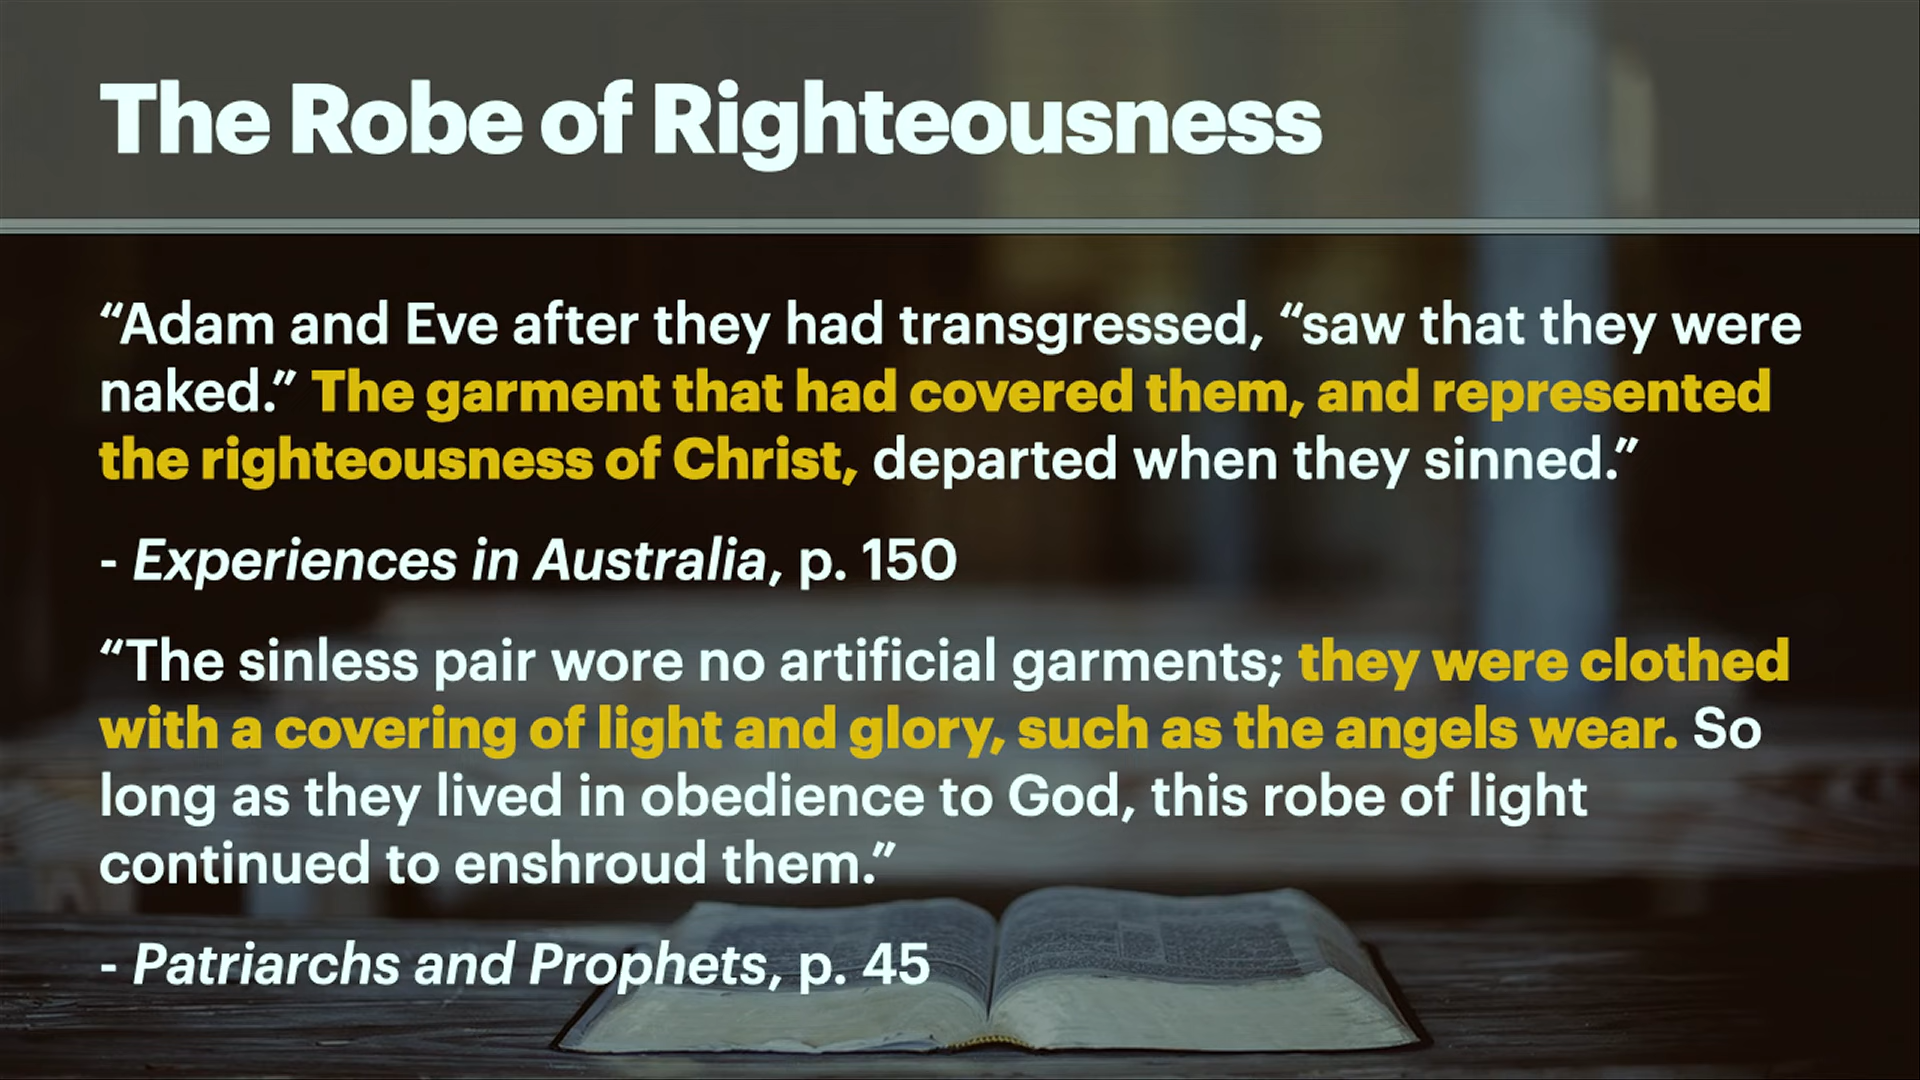 The Robe of Righteousness
“Adam and Eve after they had transgressed, “saw that they were
naked.” The garment that had covered them, and represented
the righteousness of Christ, departed when they sinned.”
- Experiences in Australia, p. 150
“The sinless pair wore no artificial garments; they were clothed
with a covering of light and glory, such as the angels wear. So
long as they lived in obedience to God, this robe of light
continued to enshroud them.”
- Patriarchs and Prophets, p. 45